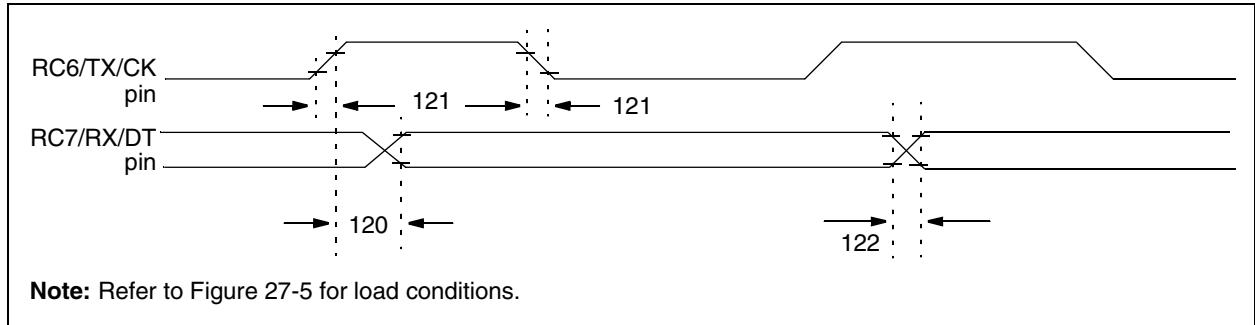 RC6/TX/CK
pin
121
121
RC7/RX/DT
pin
120
122
Note: Refer to Figure 27-5 for load conditions.